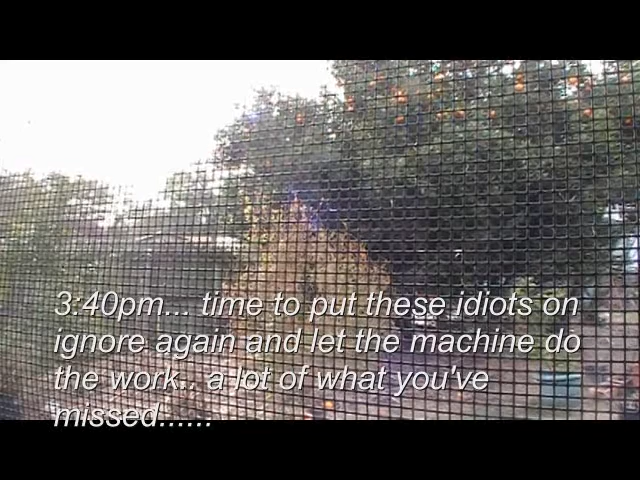 3:40pm... time to put these idiots on
ignore again and let the machine do
the work.. a lot of what you've
missed......